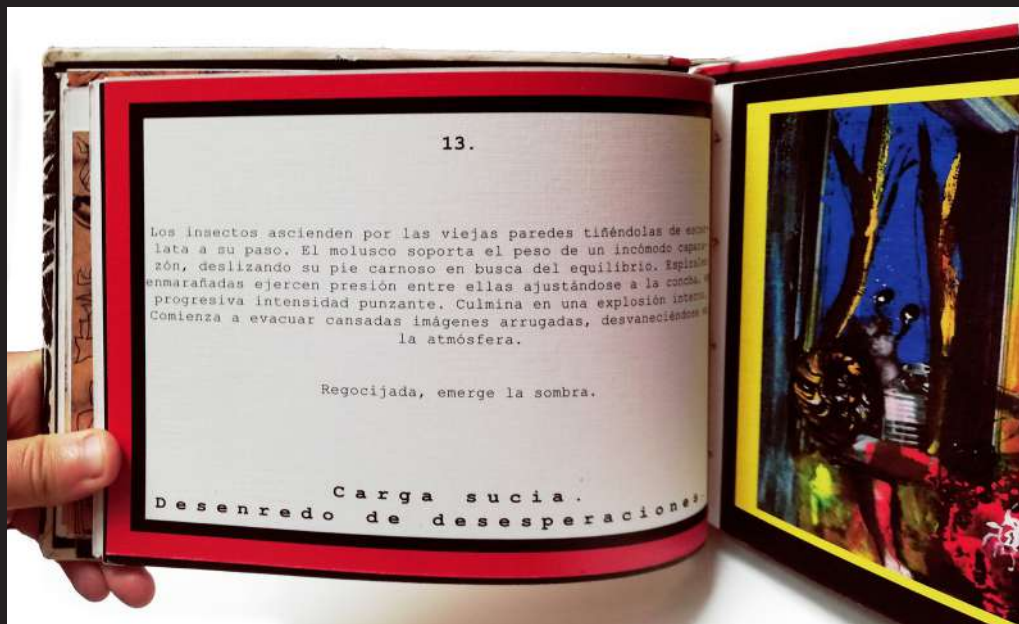 13.
Los insectos ascienden por las viejas paredes tiñéndolas de escar-
lata a su paso. El molusco soporta el peso de un incómodo capara-
zón, deslizando su pie carnoso en busca del equilibrio. Espirales
enmarañadas ejercen presión entre ellas ajustándose a la concha,
progresiva intensidad punzante. Culmina en una explosión interna.
Comienza a evacuar cansadas imágenes arrugadas, desvaneciéndose
la atmósfera.
Regocijada, emerge la sombra.
Carga sucia.
Desenredo de desesperaciones.